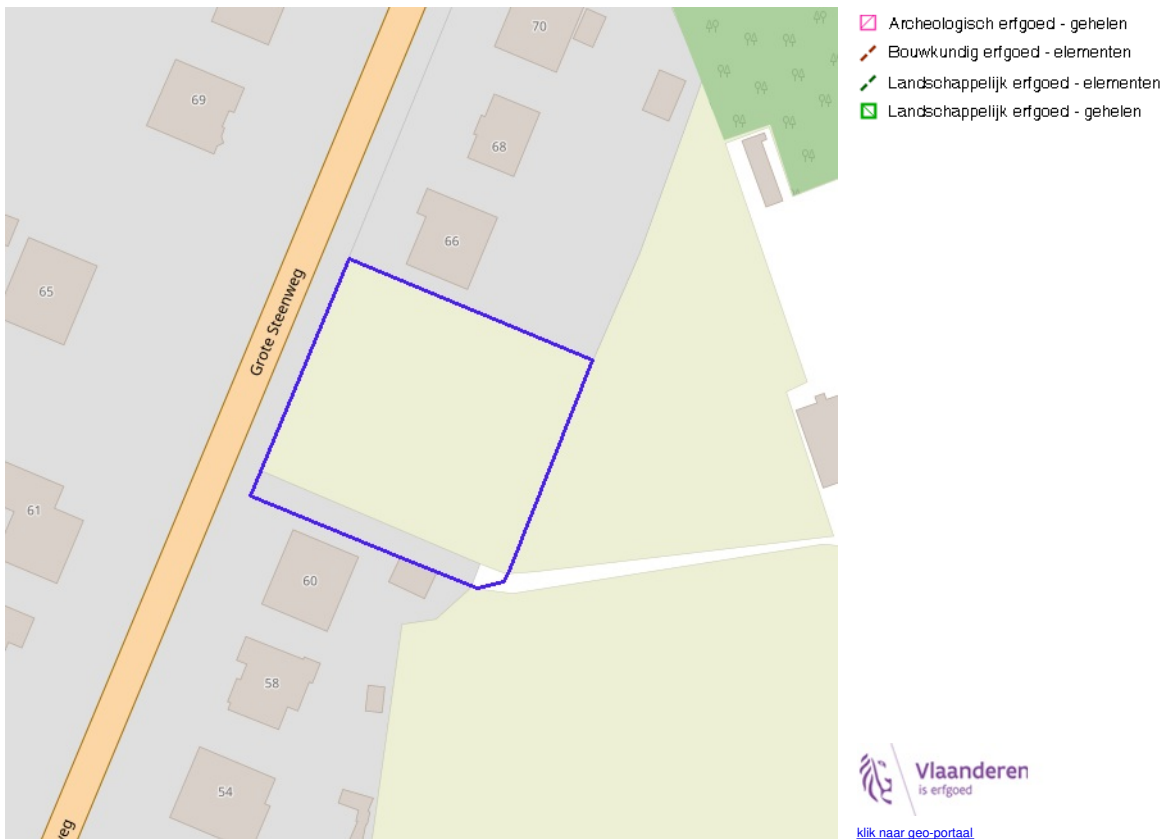 Archeologisch erfgoed - gehelen
Bouwkundig erfgoed - elementen
Landschappelijk erfgoed - elementen
Landschappelijk erfgoed - gehelen
70
69
68
66
65
Grote Steenweg
61
60
58
54
weg
Vlaanderen
is erfgoed
klik naar geo-portaal